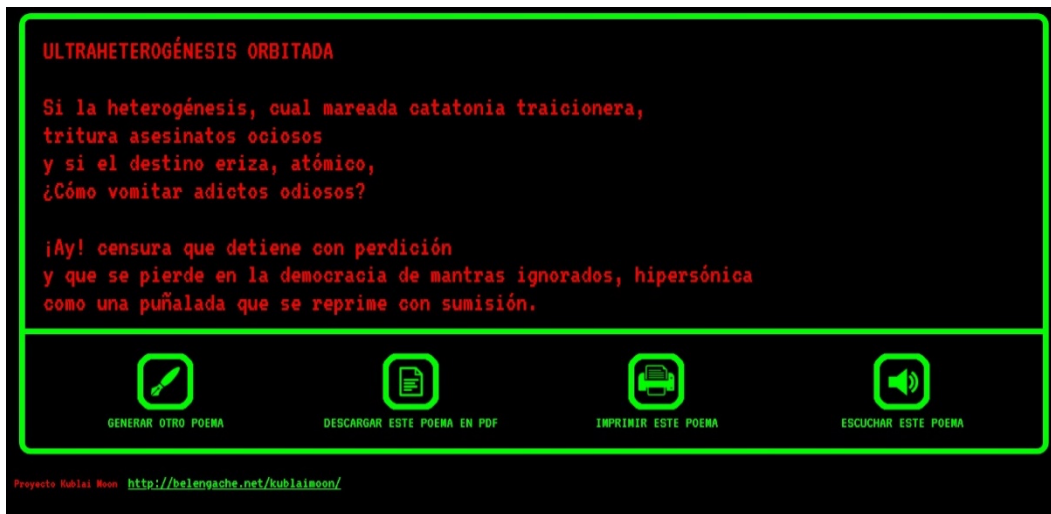 ULTRAHETEROGÉNESIS ORBITADA
Si la heterogénesis, cual mareada catatonia traicionera,
tritura asesinatos ociosos
y si el destino eriza, atómico,
¿Cómo vomitar adictos odiosos?
¡Ay! censura que detiene con perdición
y que se pierde en la democracia de mantras ignorados, hipersónica
como una puñalada que se reprime con sumisión.
GENERAR OTRO POEMA
DESCARGAR ESTE POEMA EN PDF
IMPRIMIR ESTE POEMA
ESCUCHAR ESTE POEMA
Proyecto Kublai Moon http://belengache.net/kublaimoon/